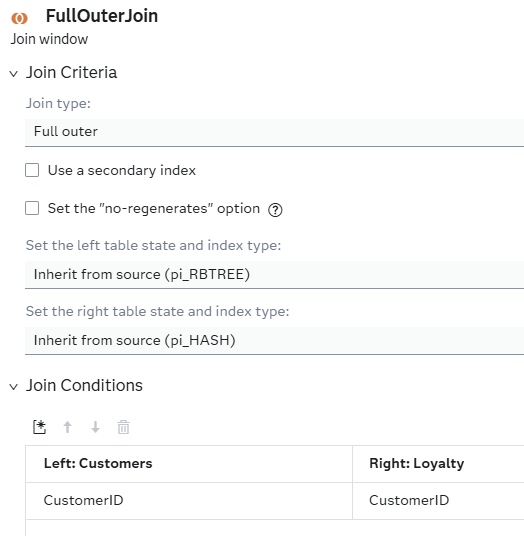 FullOuterJoin
Join window
Join Criteria
Join type:
Full outer
Use a secondary index
Set the "no-regenerates" option ?
Set the left table state and index type:
Inherit from source (pi_RBTREE)
Set the right table state and index type:
Inherit from source (pi_HASH)
Join Conditions
Left: Customers Right: Loyalty
CustomerID CustomerID